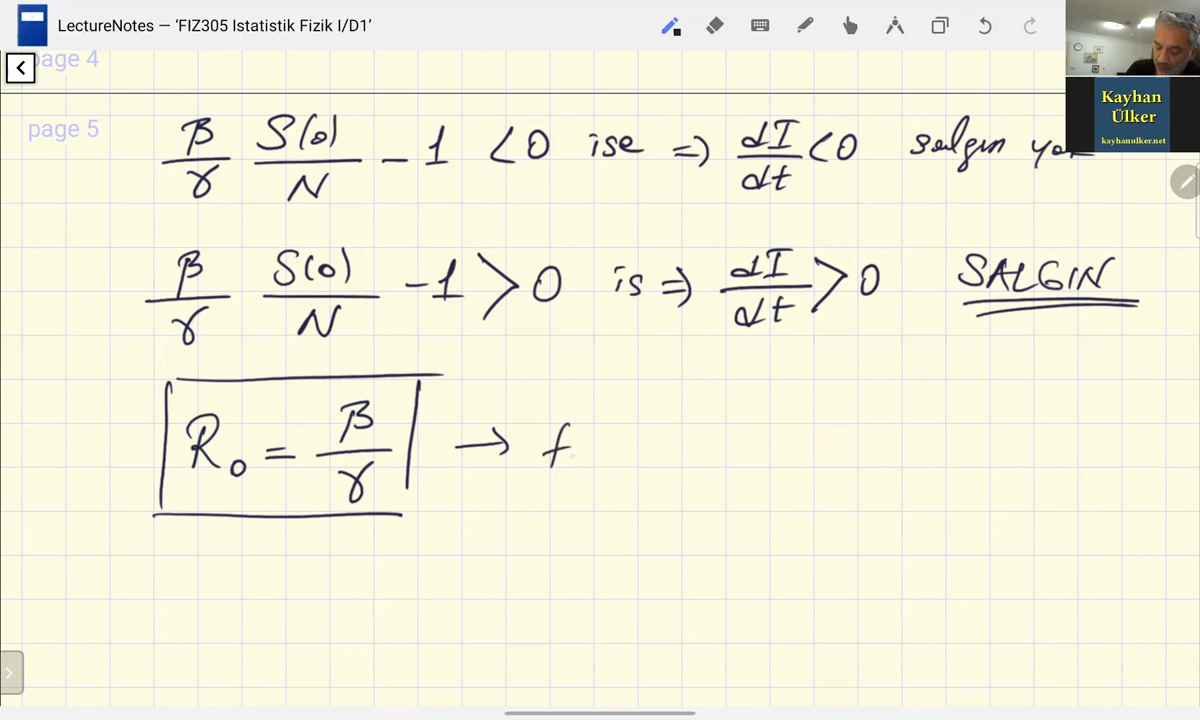 LectureNotes — ‘FIZ305 Istatistik Fizik I/D1’
page 4
page 5
β/γ S(0)/N - 1 < 0 ise ⇒ dI/dt < 0 salgın
β/γ S(0)/N - 1 > 0 is ⇒ dI/dt > 0 SALGIN
R₀ = β/γ → f
Kayhan
Ülker
kayhanulker.net